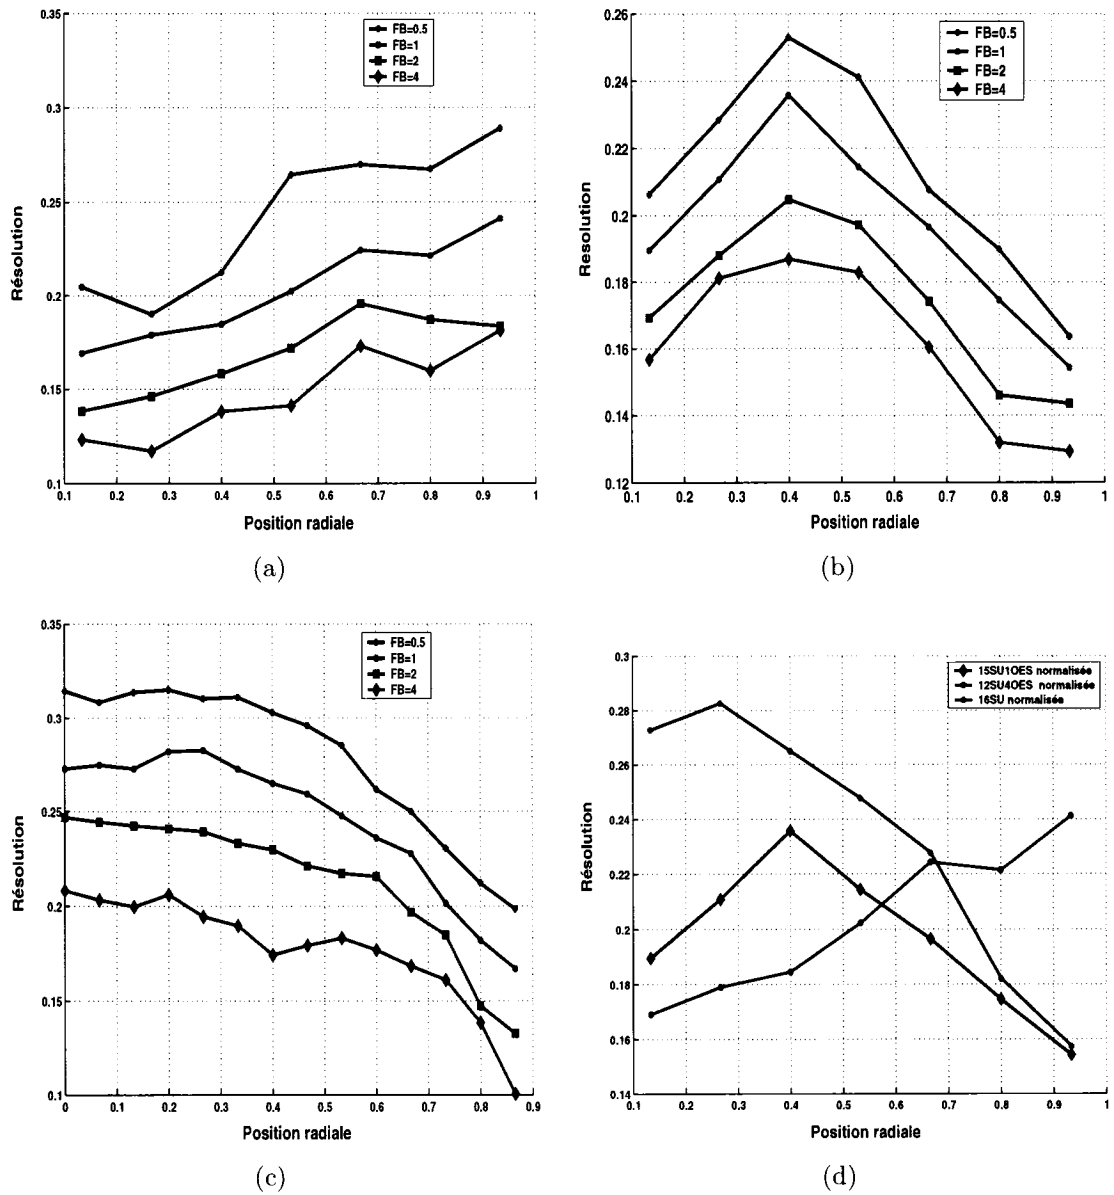 0.35
0.3
0.25
0.2
0.15
0.1
Résolution
FB=0.5
FB=1
FB=2
FB=4
0.1 0.2 0.3 0.4 0.5 0.6 0.7 0.8 0.9 1
Position radiale
(a)
0.26
0.24
0.22
0.2
0.18
0.16
0.14
0.12
Resolution
FB=0.5
FB=1
FB=2
FB=4
0.1 0.2 0.3 0.4 0.5 0.6 0.7 0.8 0.9 1
Position radiale
(b)
0.35
0.3
0.25
0.2
0.15
0.1
Résolution
FB=0.5
FB=1
FB=2
FB=4
0 0.1 0.2 0.3 0.4 0.5 0.6 0.7 0.8 0.9
Position radiale
(c)
0.3
0.28
0.26
0.24
0.22
0.2
0.18
0.16
0.14
Résolution
15SU1OES normalisée
12SU4OES normalisée
16SU normalisée
0.1 0.2 0.3 0.4 0.5 0.6 0.7 0.8 0.9 1
Position radiale
(d)